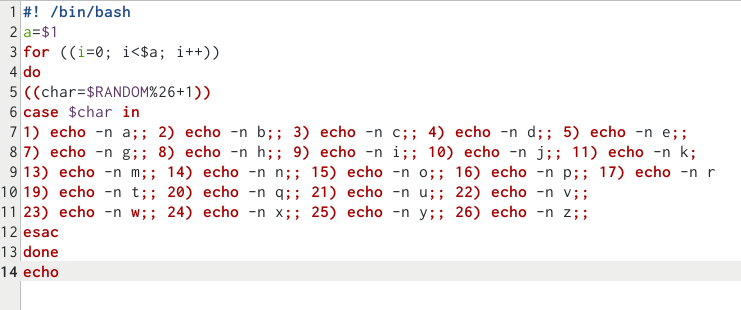 1 #! /bin/bash
2 a=$1
3 for ((i=0; i<$a; i++))
4 do
5 ((char=$RANDOM%26+1))
6 case $char in
7 1) echo -n a;; 2) echo -n b;; 3) echo -n c;; 4) echo -n d;; 5) echo -n e;;
8 7) echo -n g;; 8) echo -n h;; 9) echo -n i;; 10) echo -n j;; 11) echo -n k;
9 13) echo -n m;; 14) echo -n n;; 15) echo -n o;; 16) echo -n p;; 17) echo -n r
10 19) echo -n t;; 20) echo -n q;; 21) echo -n u;; 22) echo -n v;;
11 23) echo -n w;; 24) echo -n x;; 25) echo -n y;; 26) echo -n z;;
12 esac
13 done
14 echo